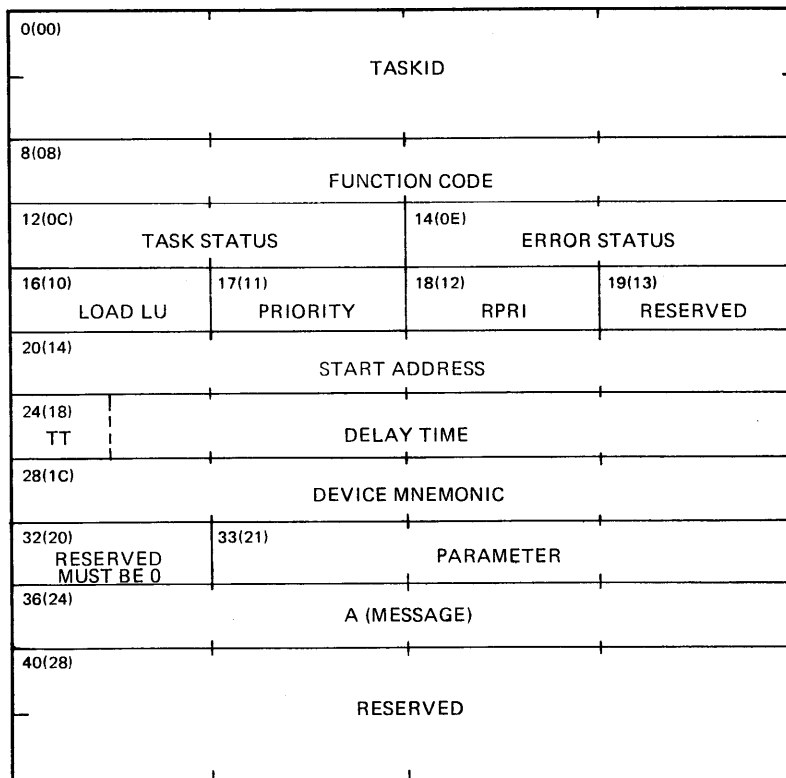 0(00)
TASKID
8(08)
FUNCTION CODE
12(0C) 14(0E)
TASK STATUS ERROR STATUS
16(10) 17(11) 18(12) 19(13)
LOAD LU PRIORITY RPRI RESERVED
20(14)
START ADDRESS
24(18)
TT DELAY TIME
28(1C)
DEVICE MNEMONIC
32(20) 33(21)
RESERVED
MUST BE 0
PARAMETER
36(24)
A (MESSAGE)
40(28)
RESERVED